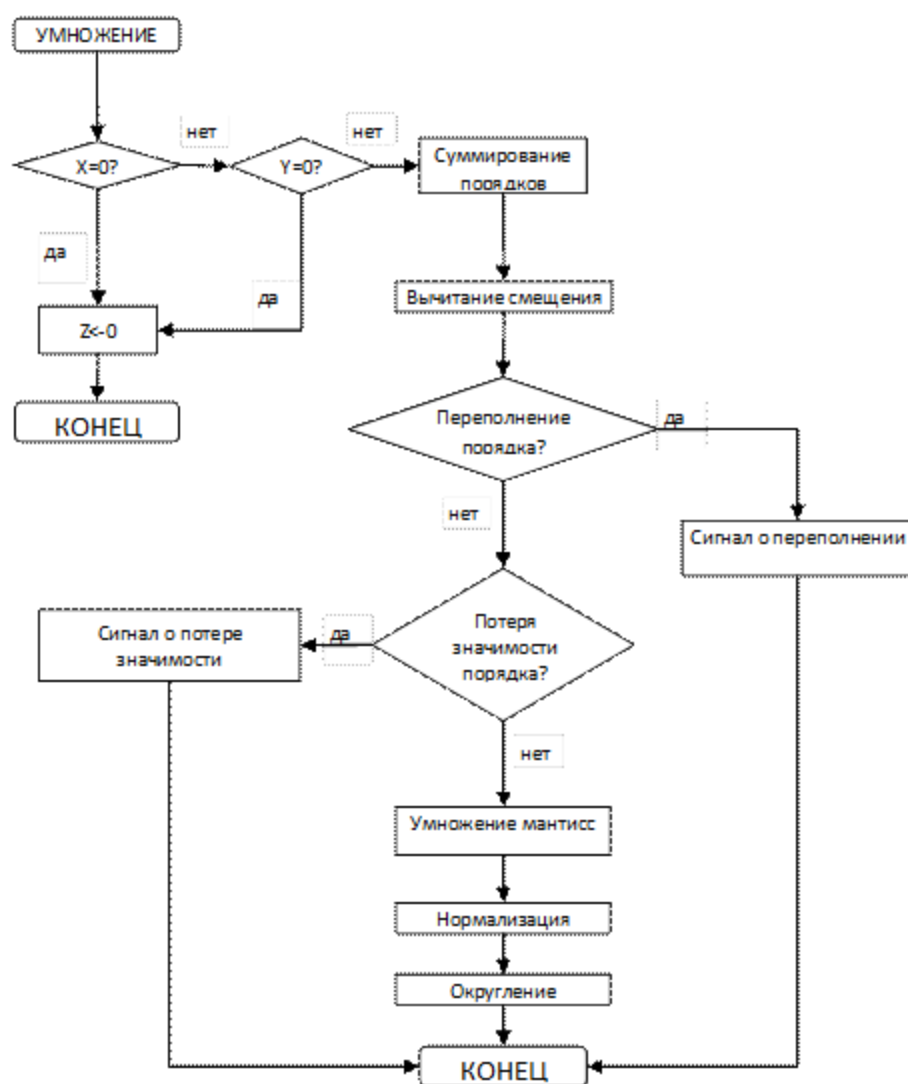 УМНОЖЕНИЕ
нет
нет
X=0?
Y=0?
Суммирование
порядков
да
да
Вычитание смещения
Z<-0
КОНЕЦ
Переполнение
порядка?
да
нет
Сигнал о переполнении
Сигнал о потере
значимости
да
Потеря
значимости
порядка?
нет
Умножение мантисс
Нормализация
Округление
КОНЕЦ